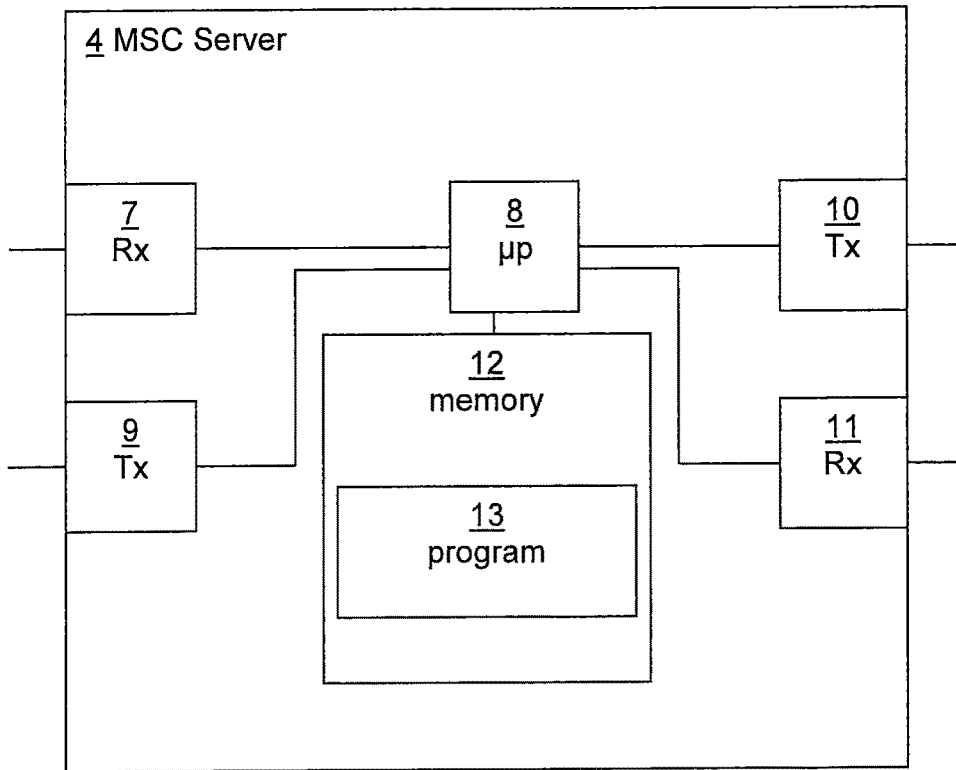 4 MSC Server
7
Rx
8
µp
10
Tx
12
memory
9
Tx
11
Rx
13
program